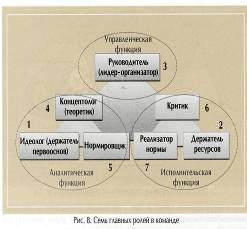 Управленческая
функция
Руководитель
(лидер-организатор)
3
4
Концептолог
(теоретик)
Критик
6
1
2
Идеолог (держатель
первооснов)
Нормировщик
Реализатор
нормы
Держатель
ресурсов
Аналитическая
функция
5
7
Исполнительная
функция
Рис. 8. Семь главных ролей в команде